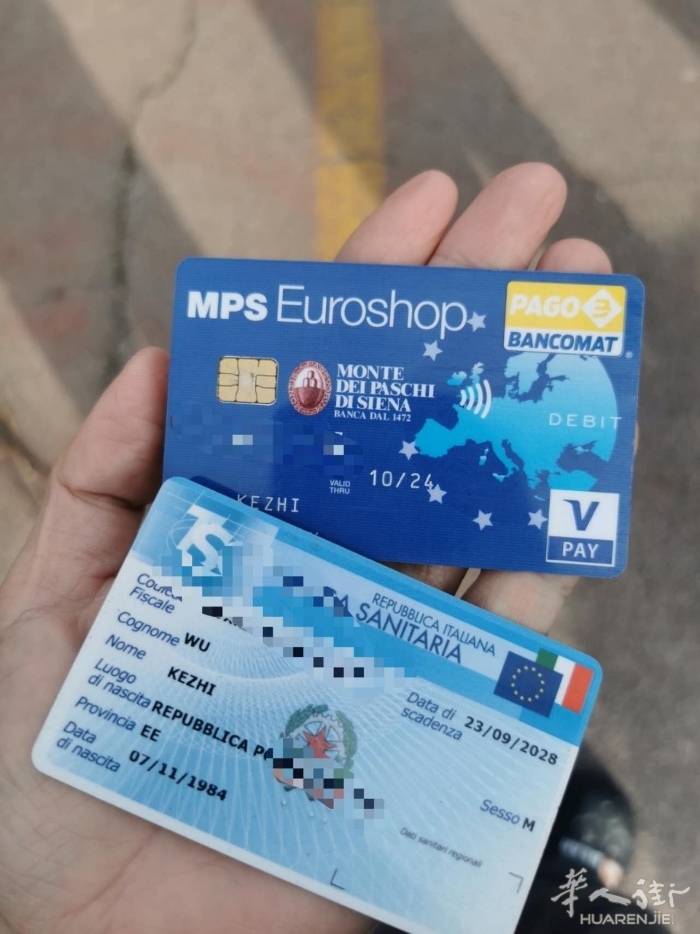 MPS Euroshop
PAGO
BANCOMAT
MONTE
DEI PASCHI
DI SIENA
BANCA DAL 1472
DEBIT
VALID
THRU
10/24
KEZHI
V
PAY
TS
SANITARIA
REPUBBLICA ITALIANA
Codice
Fiscale
Cognome WU
Nome KEZHI
Luogo
di nascita REPUBBLICA
Provincia EE
Data
di nascita 07/11/1984
Data di
scadenza 23/09/2028
Sesso M
Dati sanitari regionali
華人街
HUARENJIE